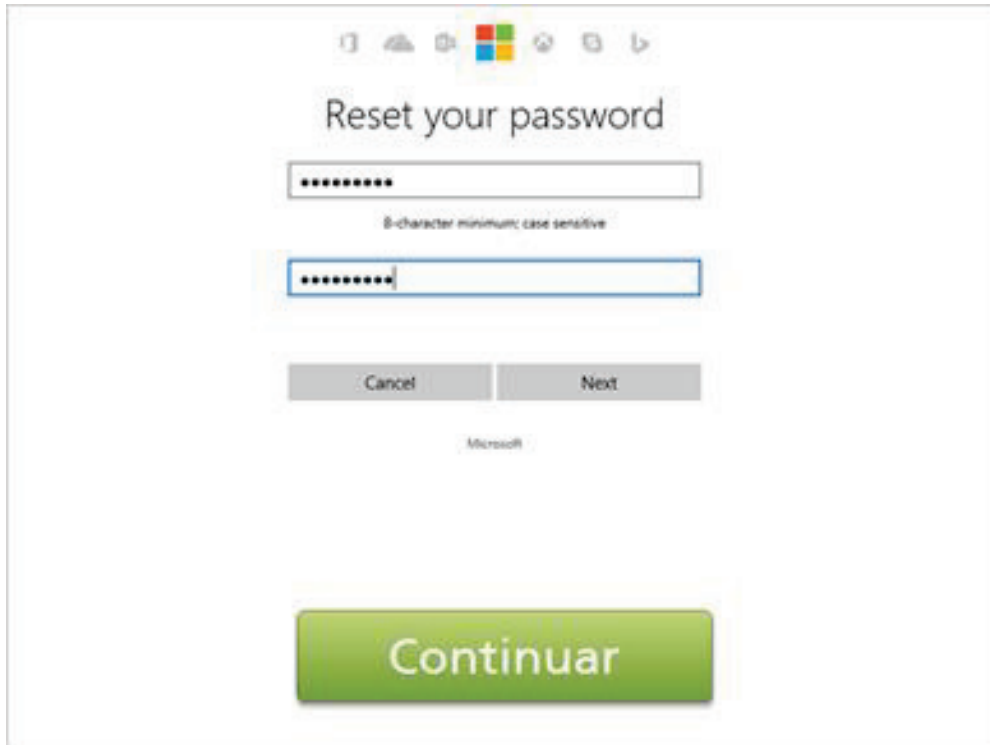 Reset your password
•••••••••
8-character minimum; case sensitive
•••••••••
Cancel Next
Microsoft
Continuar